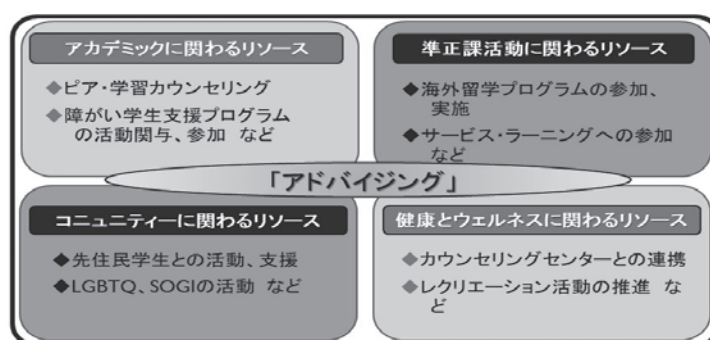 アカデミックに関わるリソース
◆ピア・学習カウンセリング
◆障がい学生支援プログラム
の活動関与、参加 など
準正課活動に関わるリソース
◆海外留学プログラムの参加、
実施
◆サービス・ラーニングへの参加
など
「アドバイジング」
コニュニティーに関わるリソース
◆先住民学生との活動、支援
◆LGBTQ、SOGIの活動 など
健康とウェルネスに関わるリソース
◆カウンセリングセンターとの連携
◆レクリエーション活動の推進 な
ど